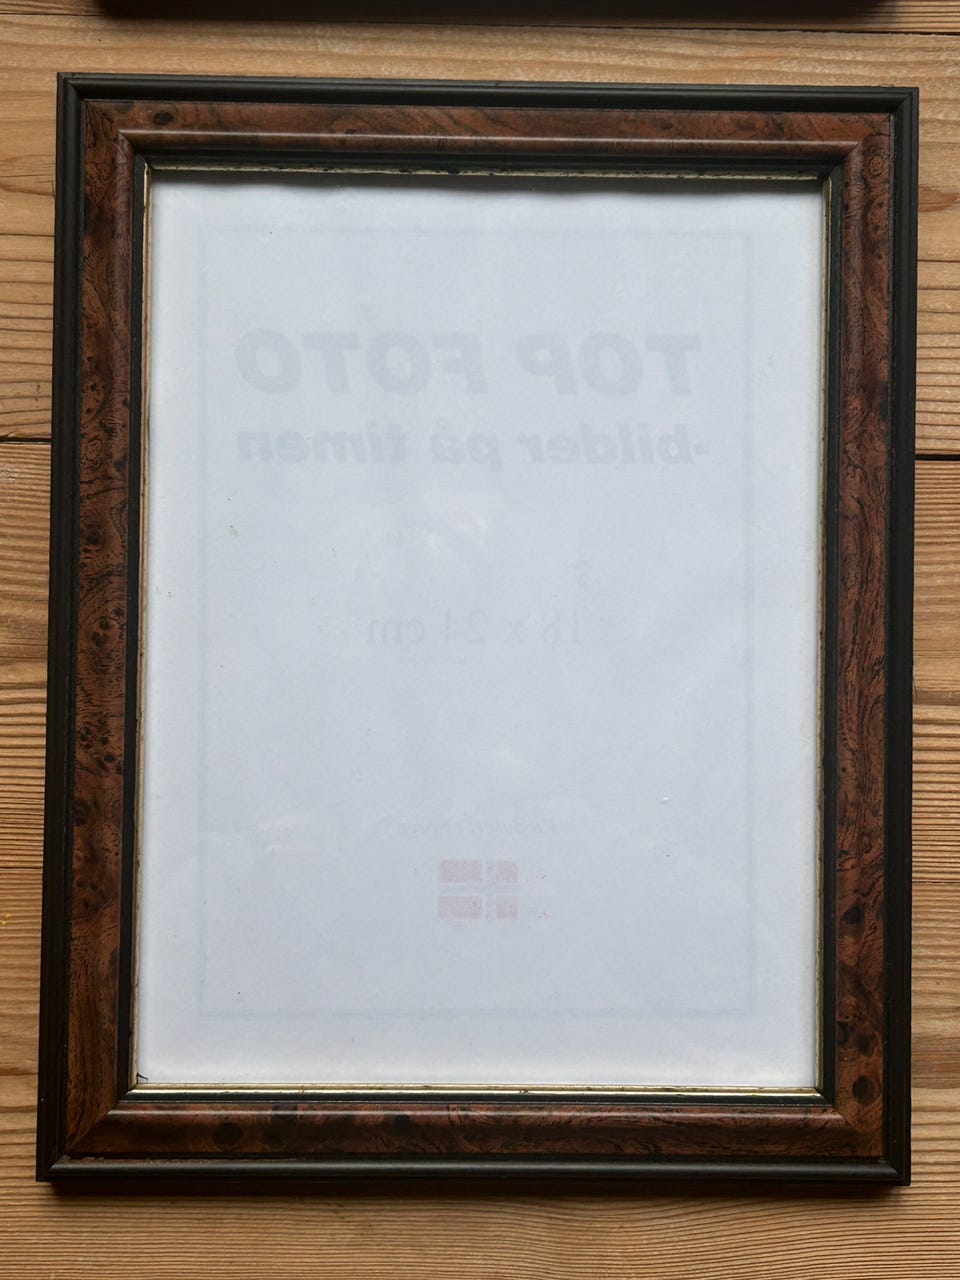 TOP FOTO
-bilder på timen
18 x 24 cm